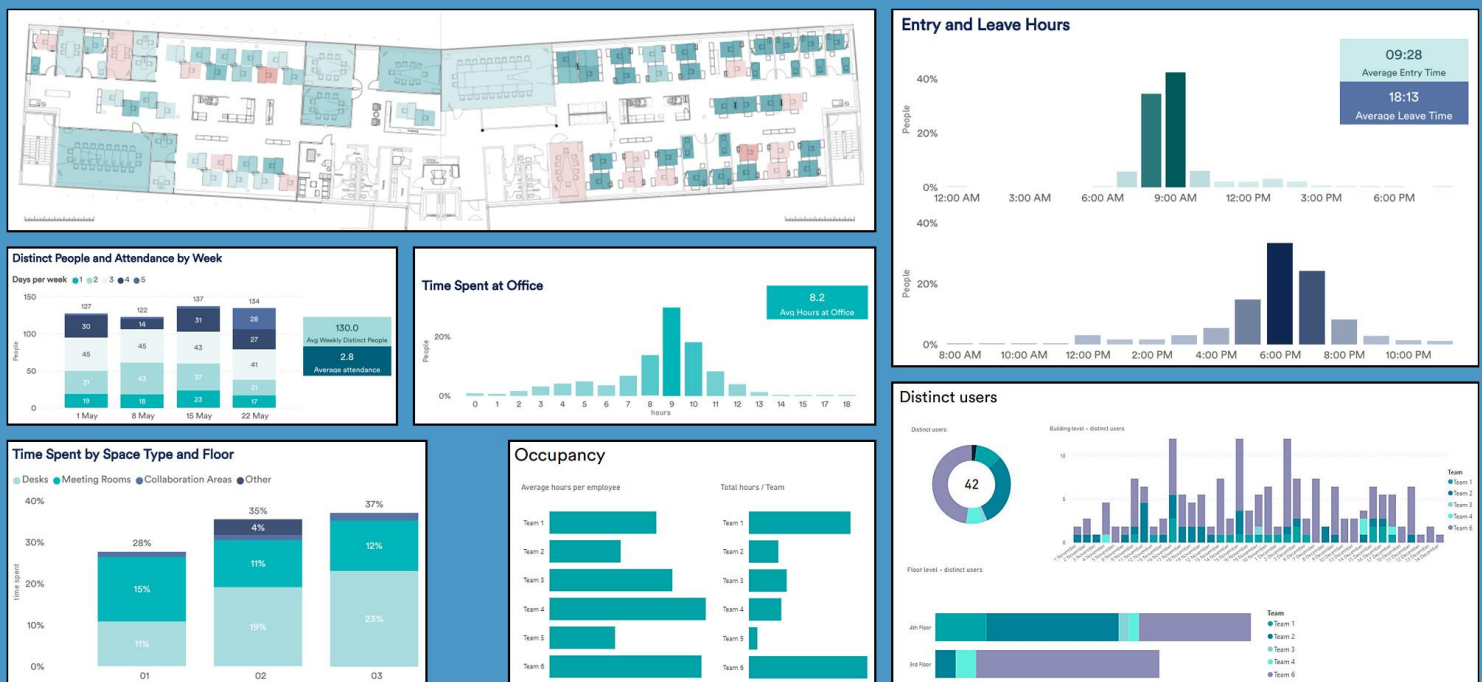 Entry and Leave Hours
09:28
Average Entry Time
18:13
Average Leave Time
People
40%
20%
0%
12:00 AM 3:00 AM 6:00 AM 9:00 AM 12:00 PM 3:00 PM 6:00 PM
People
40%
20%
0%
8:00 AM 10:00 AM 12:00 PM 2:00 PM 4:00 PM 6:00 PM 8:00 PM 10:00 PM
Distinct People and Attendance by Week
Days per week 1 2 3 4 5
People
150
100
50
0
127 122 137 134
30 14 31 28
27
45 45 43 41
31 43 37 21
19 18 23 17
1 May 8 May 15 May 22 May
130.0
Avg Weekly Distinct People
2.8
Average attendance
Time Spent at Office
8.2
Avg Hours at Office
People
20%
0%
0 1 2 3 4 5 6 7 8 9 10 11 12 13 14 15 17 18
hours
Time Spent by Space Type and Floor
Desks Meeting Rooms Collaboration Areas Other
time spent
40%
30%
20%
10%
0%
28% 35% 37%
4%
15% 11% 12%
11% 19% 23%
01 02 03
Occupancy
Average hours per employee
Team 1
Team 2
Team 3
Team 4
Team 5
Team 6
Total hours / Team
Team 1
Team 2
Team 3
Team 4
Team 5
Team 6
Distinct users
Distinct users
42
Building level - distinct users
10
5
0
Team
Team 1
Team 2
Team 3
Team 4
Team 6
Floor level - distinct users
4th Floor
3rd Floor
Team
Team 1
Team 2
Team 3
Team 4
Team 6